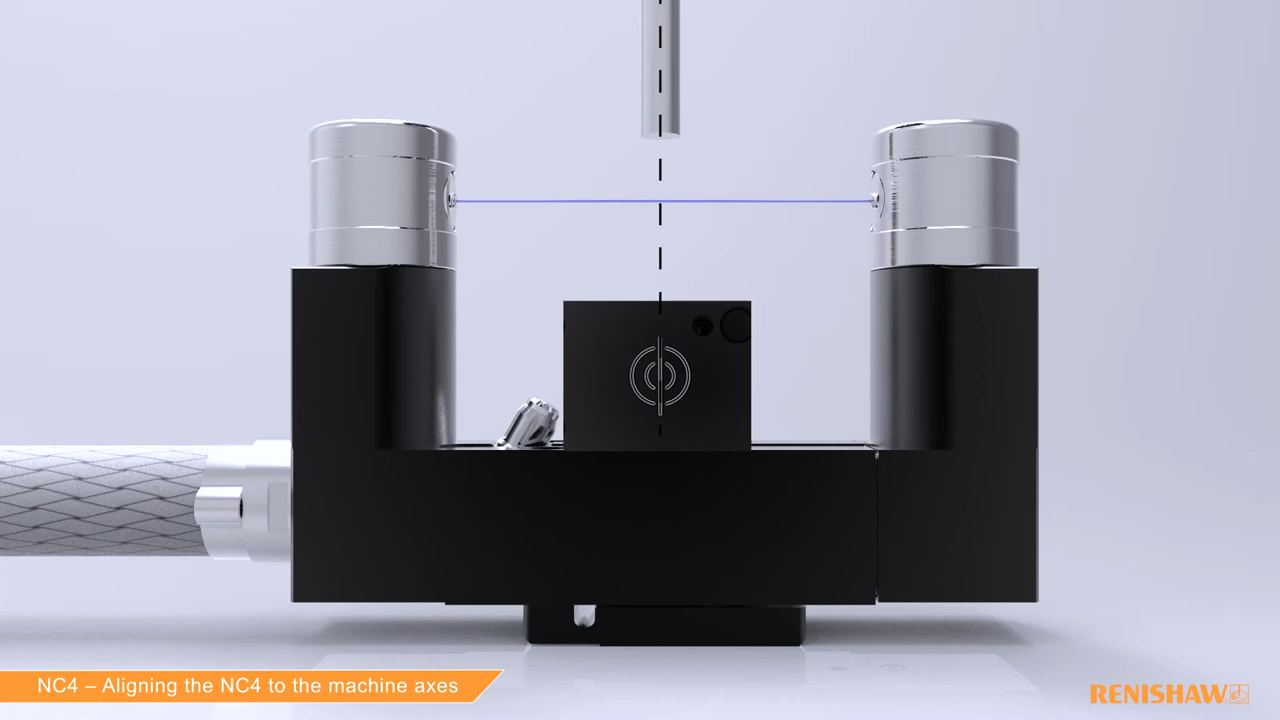 NC4 – Aligning the NC4 to the machine axes
RENISHAW